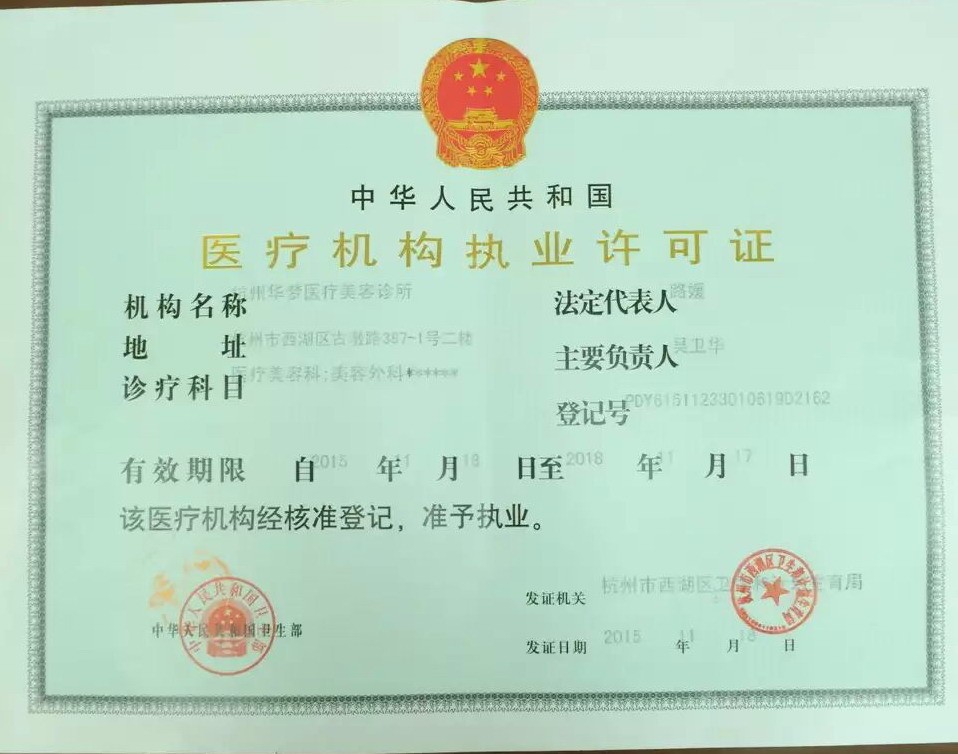 中华人民共和国
医疗机构执业许可证
机构名称 杭州华梦医疗美容诊所
地址 杭州市西湖区古墩路387-1号二楼
诊疗科目 医疗美容科;美容外科******
法定代表人 路媛
主要负责人 吴卫华
登记号 PDY61511233010619D2162
有效期限 自 2015 年 11 月 18 日至 2018 年 11 月 17 日
该医疗机构经核准登记，准予执业。
中华人民共和国卫生部
发证机关 杭州市西湖区卫生和计划生育局
发证日期 2015 年 11 月 18 日